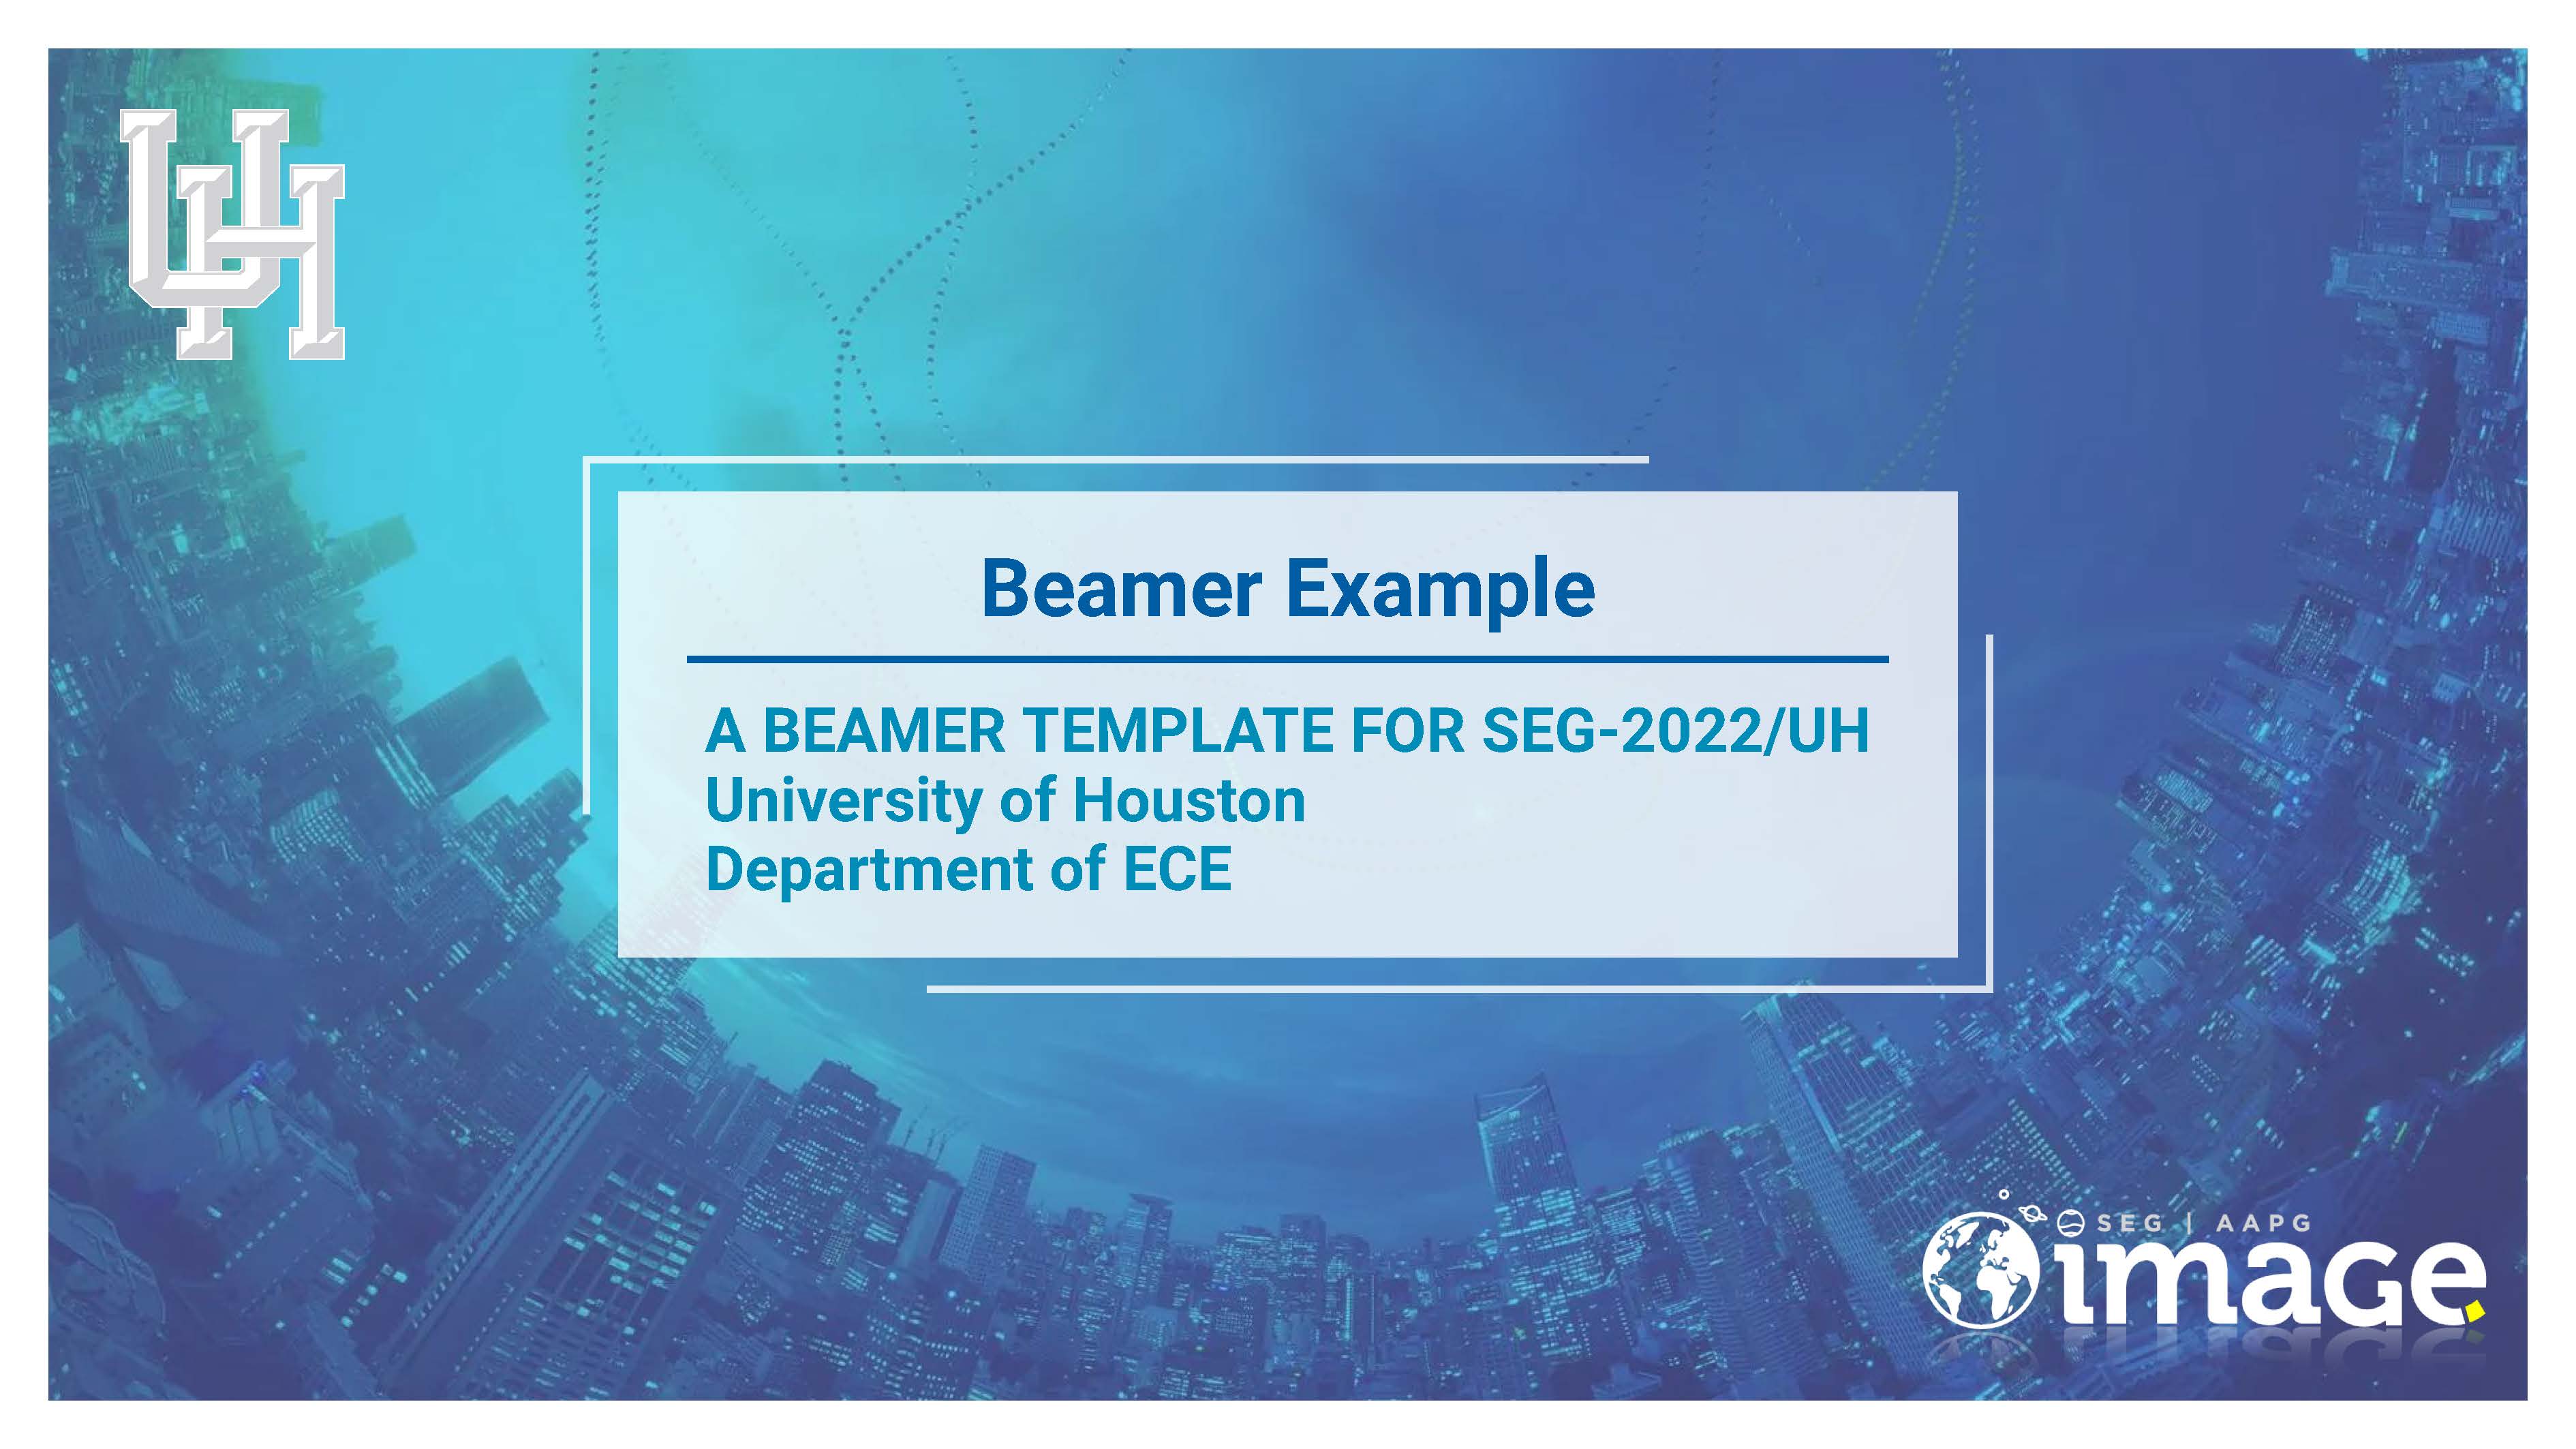 UH
Beamer Example
A BEAMER TEMPLATE FOR SEG-2022/UH
University of Houston
Department of ECE
SEG | AAPG
image